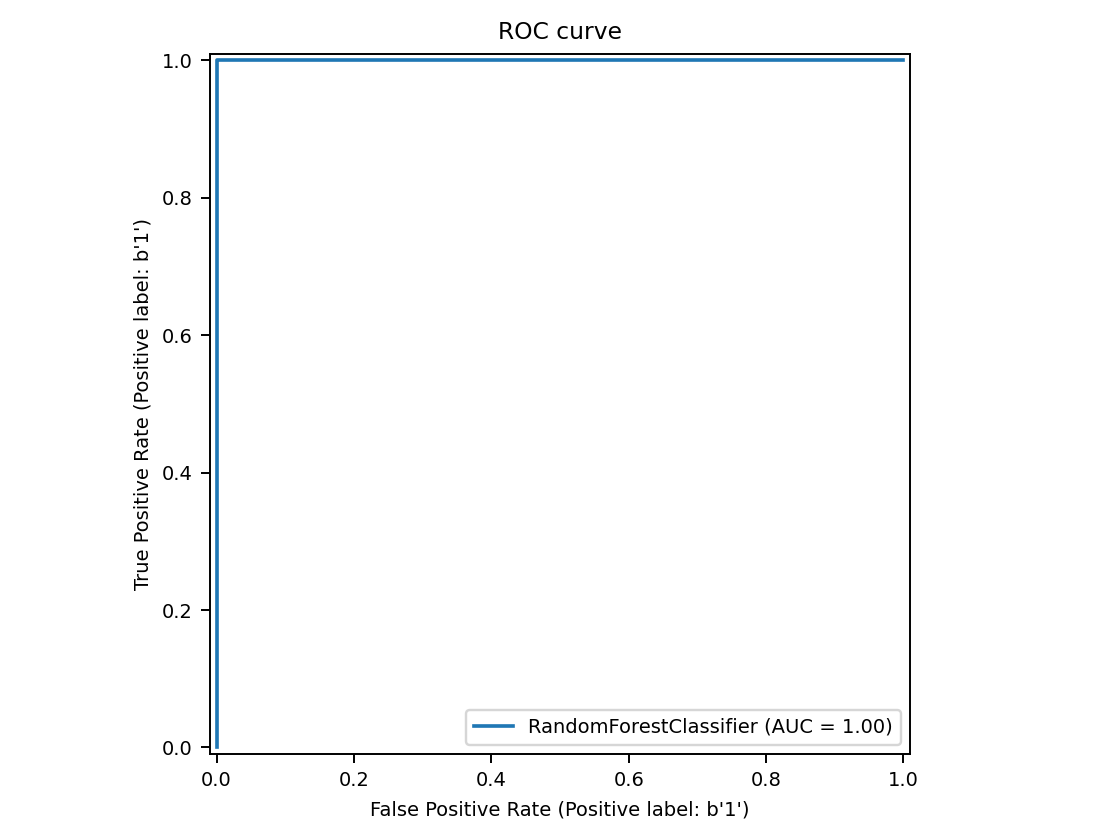 ROC curve
1.0
0.8
0.6
0.4
0.2
0.0
True Positive Rate (Positive label: b'1')
RandomForestClassifier (AUC = 1.00)
0.0 0.2 0.4 0.6 0.8 1.0
False Positive Rate (Positive label: b'1')